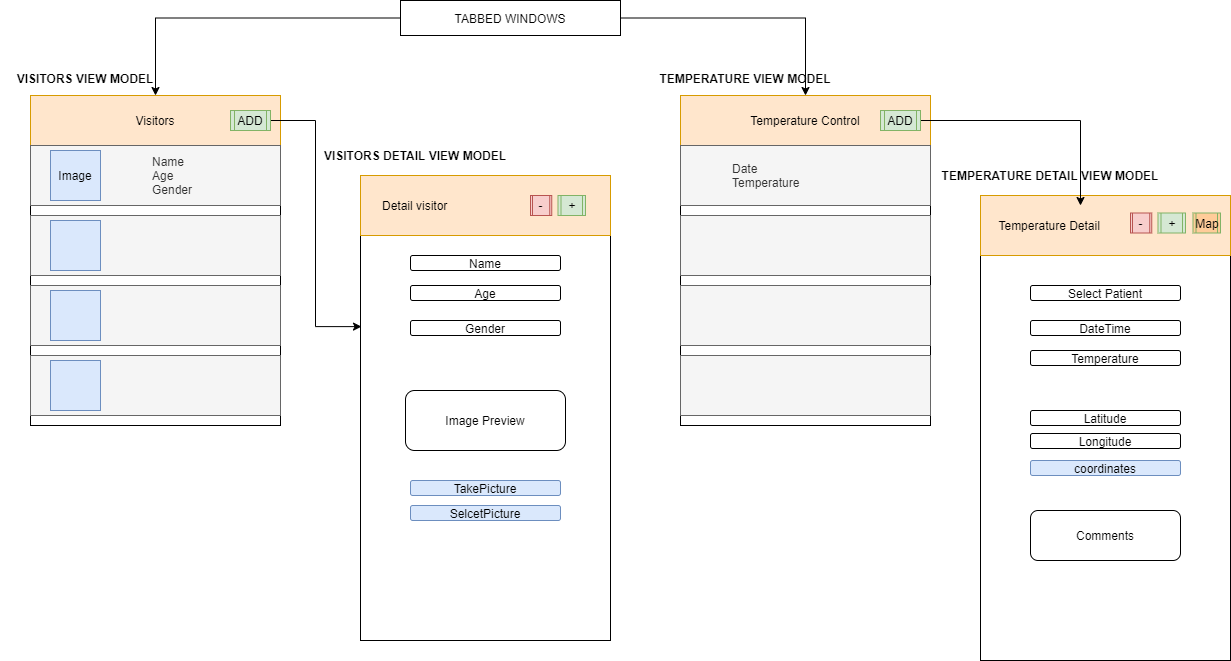 TABBED WINDOWS
VISITORS VIEW MODEL
Visitors
ADD
Image
Name
Age
Gender
VISITORS DETAIL VIEW MODEL
Detail visitor
-
+
Name
Age
Gender
Image Preview
TakePicture
SelcetPicture
TEMPERATURE VIEW MODEL
Temperature Control
ADD
Date
Temperature
TEMPERATURE DETAIL VIEW MODEL
Temperature Detail
-
+
Map
Select Patient
DateTime
Temperature
Latitude
Longitude
coordinates
Comments